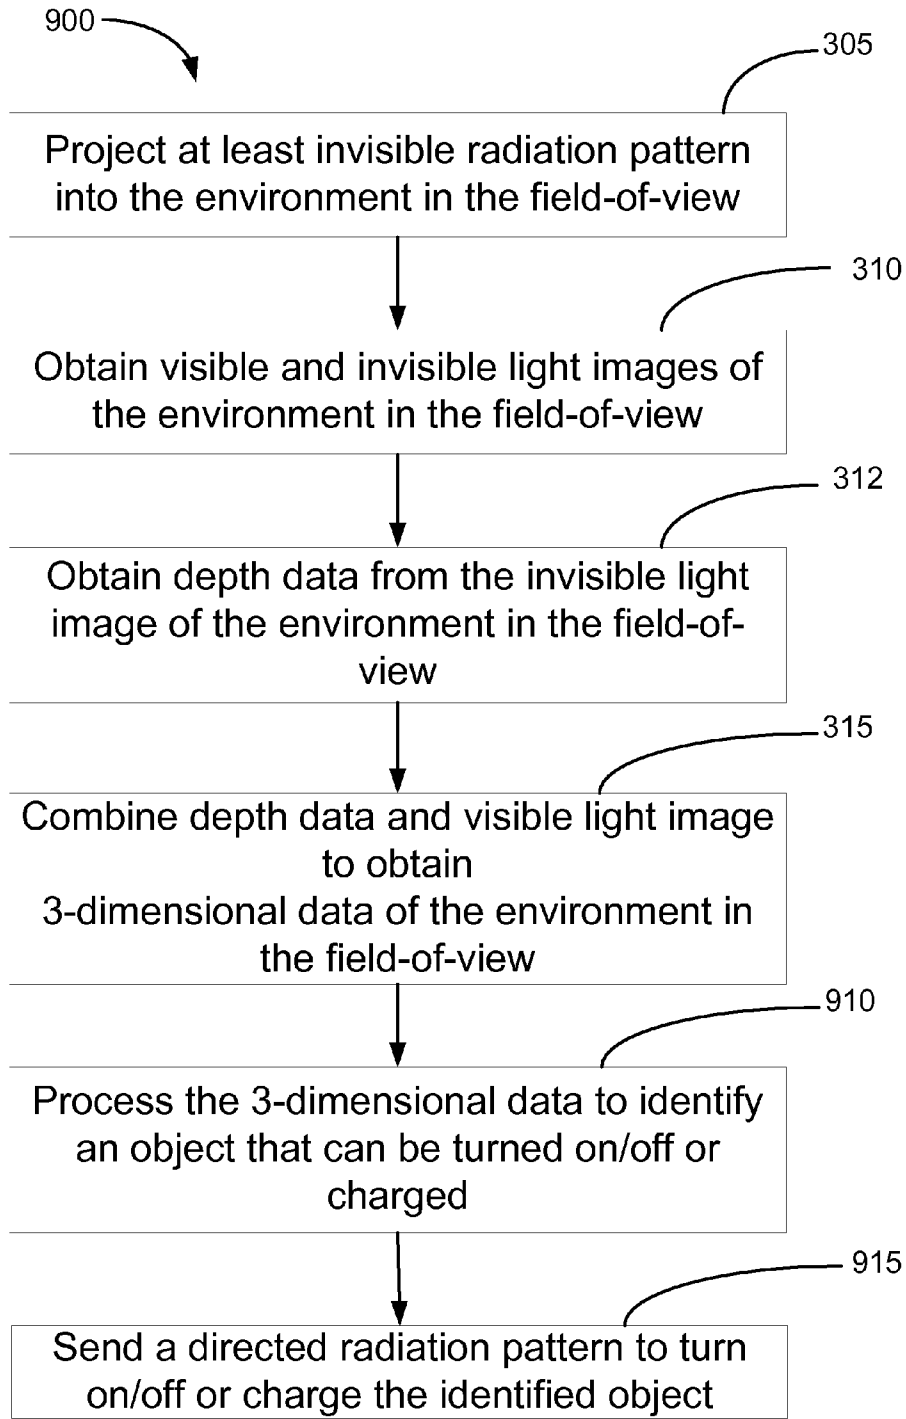 900
305
Project at least invisible radiation pattern
into the environment in the field-of-view
310
Obtain visible and invisible light images of
the environment in the field-of-view
312
Obtain depth data from the invisible light
image of the environment in the field-of-
view
315
Combine depth data and visible light image
to obtain
3-dimensional data of the environment in
the field-of-view
910
Process the 3-dimensional data to identify
an object that can be turned on/off or
charged
915
Send a directed radiation pattern to turn
on/off or charge the identified object